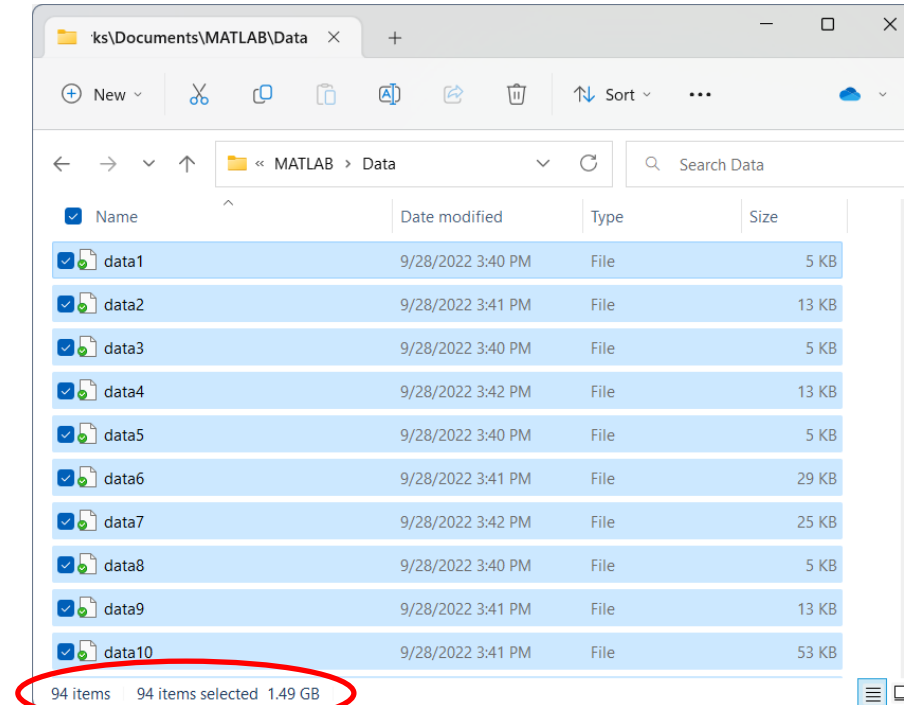 ks\Documents\MATLAB\Data
New
Sort
« MATLAB > Data
Search Data
Name Date modified Type Size
data1 9/28/2022 3:40 PM File 5 KB
data2 9/28/2022 3:41 PM File 13 KB
data3 9/28/2022 3:40 PM File 5 KB
data4 9/28/2022 3:42 PM File 13 KB
data5 9/28/2022 3:40 PM File 5 KB
data6 9/28/2022 3:41 PM File 29 KB
data7 9/28/2022 3:42 PM File 25 KB
data8 9/28/2022 3:40 PM File 5 KB
data9 9/28/2022 3:41 PM File 13 KB
data10 9/28/2022 3:41 PM File 53 KB
94 items 94 items selected 1.49 GB